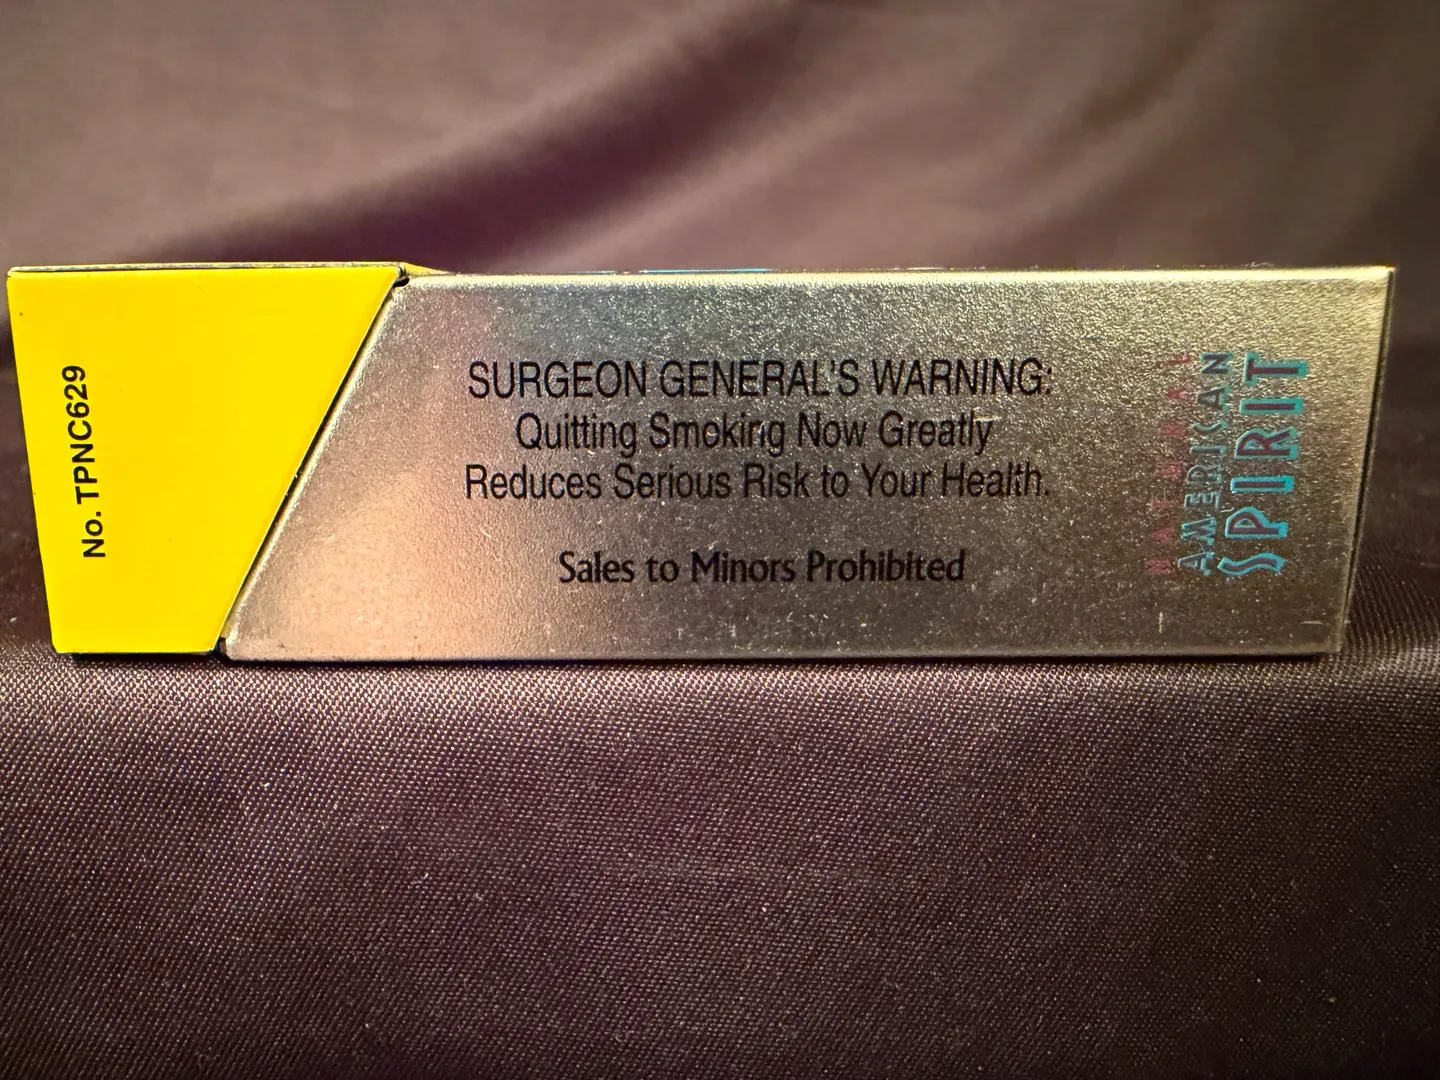 No. TPNC629
SURGEON GENERAL'S WARNING:
Quitting Smoking Now Greatly
Reduces Serious Risk to Your Health.
Sales to Minors Prohibited
NATURAL
AMERICAN
SPIRIT